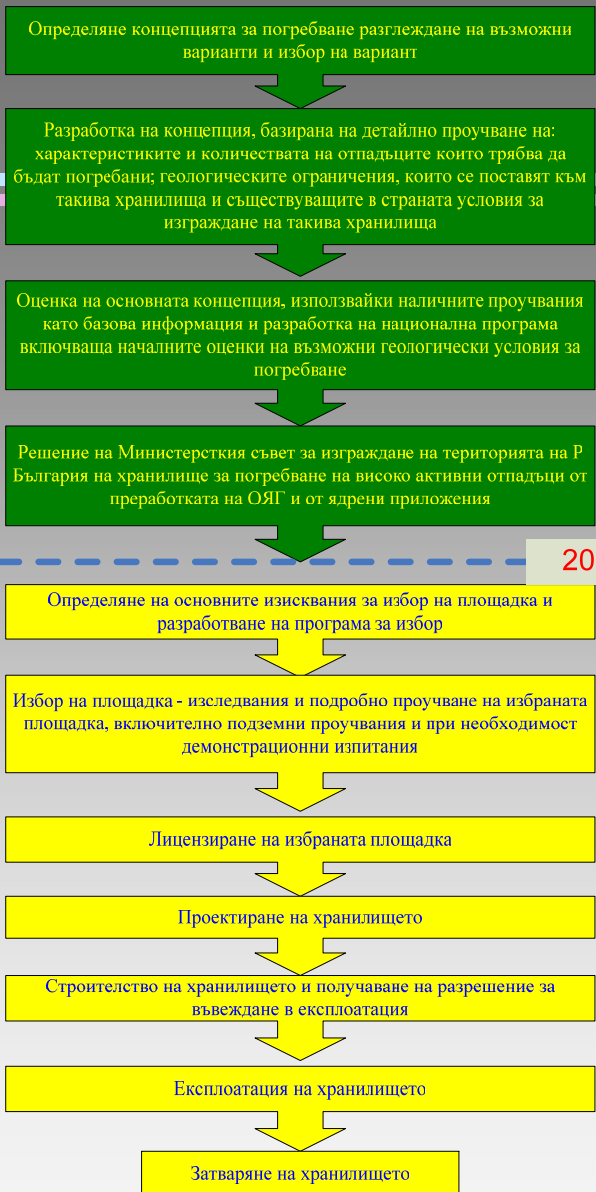 Определяне концепцията за погребване разглеждане на възможни
варианти и избор на вариант
Разработка на концепция, базирана на детайлно проучване на:
характеристиките и количествата на отпадъците които трябва да
бъдат погребани; геологическите ограничения, които се поставят към
такива хранилища и съществуващите в страната условия за
изграждане на такива хранилища
Оценка на основната концепция, използвайки наличните проучвания
като базова информация и разработка на национална програма
включваща началните оценки на възможни геологически условия за
погребване
Решение на Министерсткия съвет за изграждане на територията на Р
България на хранилище за погребване на високо активни отпадъци от
преработката на ОЯГ и от ядрени приложения
20
Определяне на основните изисквания за избор на площадка и
разработване на програма за избор
Избор на площадка - изследвания и подробно проучване на избраната
площадка, включително подземни проучвания и при необходимост
демонстрационни изпитания
Лицензиране на избраната площадка
Проектиране на хранилището
Строителство на хранилището и получаване на разрешение за
въвеждане в експлоатация
Експлоатация на хранилището
Затваряне на хранилището